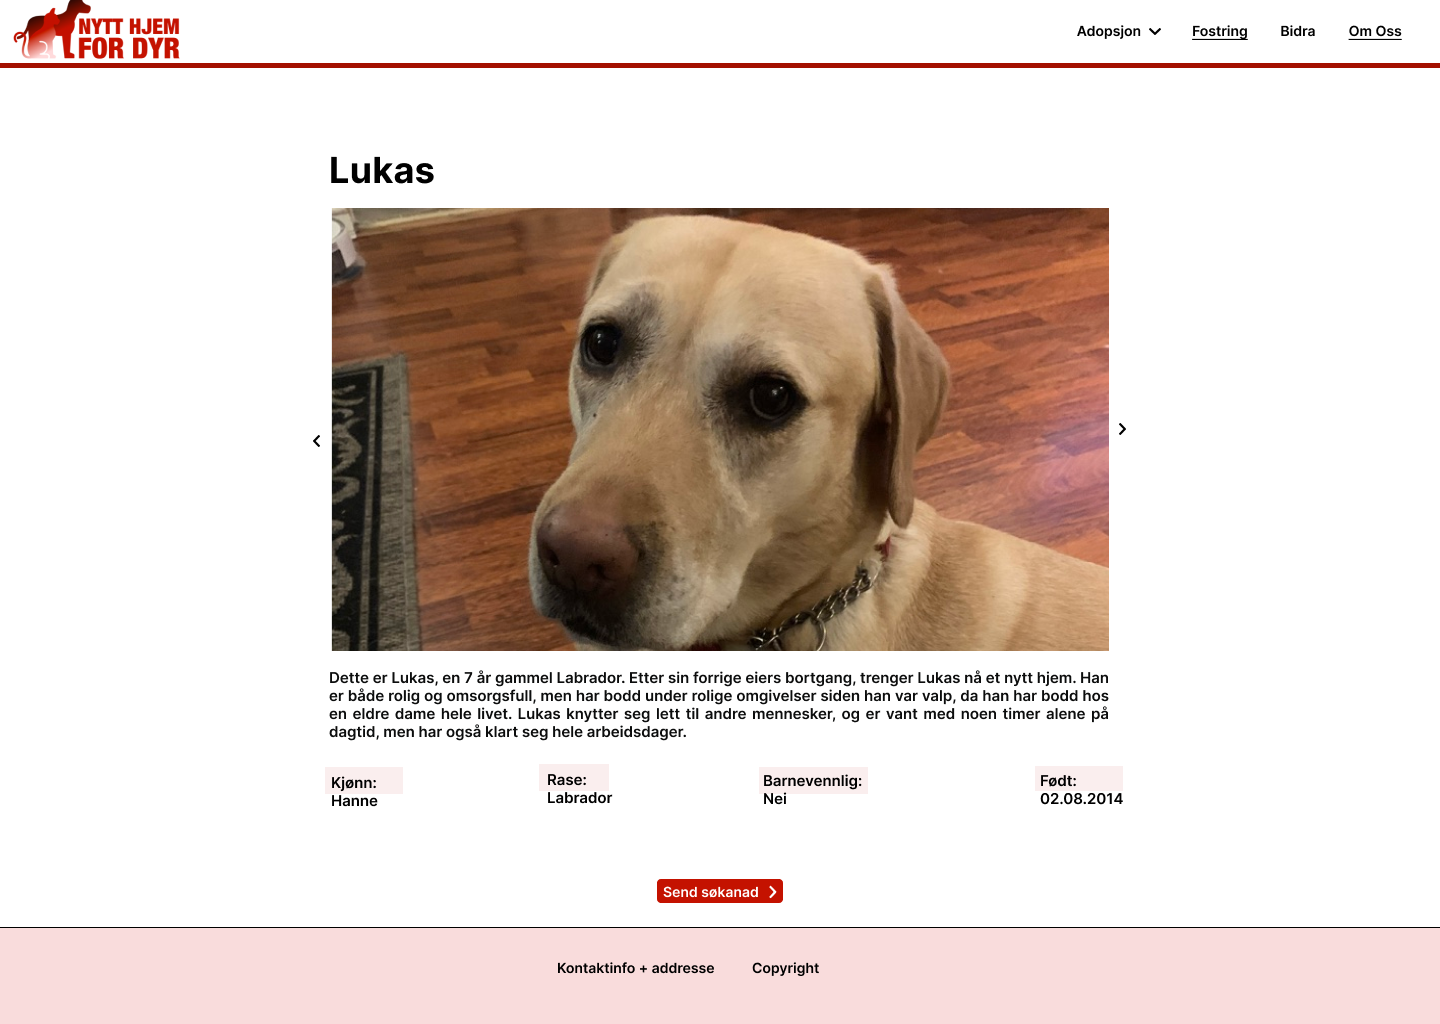 NYTT HJEM
FOR DYR
Adopsjon
Fostring
Bidra
Om Oss
Lukas
Dette er Lukas, en 7 år gammel Labrador. Etter sin forrige eiers bortgang, trenger Lukas nå et nytt hjem. Han
er både rolig og omsorgsfull, men har bodd under rolige omgivelser siden han var valp, da han har bodd hos
en eldre dame hele livet. Lukas knytter seg lett til andre mennesker, og er vant med noen timer alene på
dagtid, men har også klart seg hele arbeidsdager.
Kjønn:
Hanne
Rase:
Labrador
Barnevennlig:
Nei
Født:
02.08.2014
Send søkanad
Kontaktinfo + addresse
Copyright